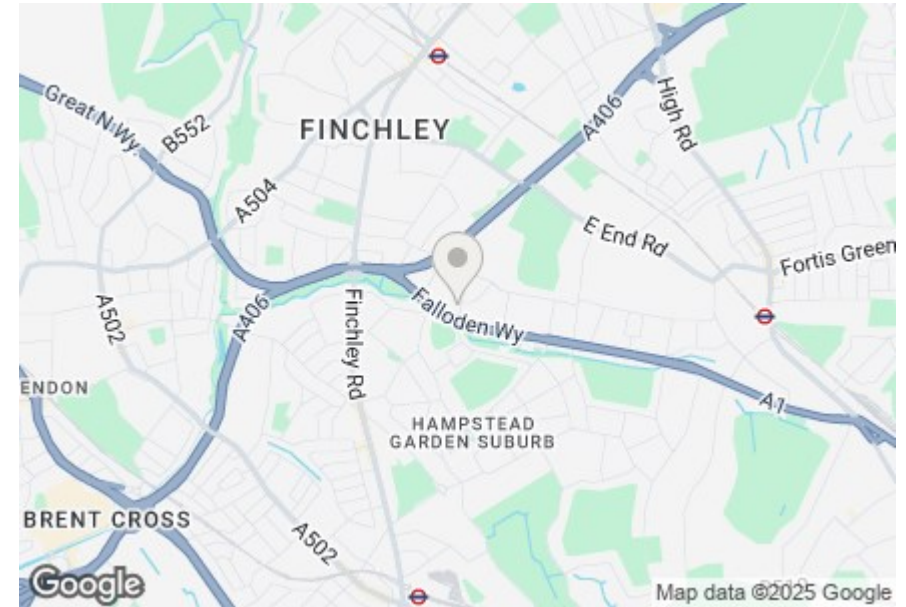 High Rd
Great N Wy.
B552
A406
FINCHLEY
A504
E End Rd
Fortis Green
A502
A406
Finchley Rd
Falloden Wy
ENDON
HAMPSTEAD
GARDEN SUBURB
A1
BRENT CROSS
A502
Google
Map data ©2025 Google